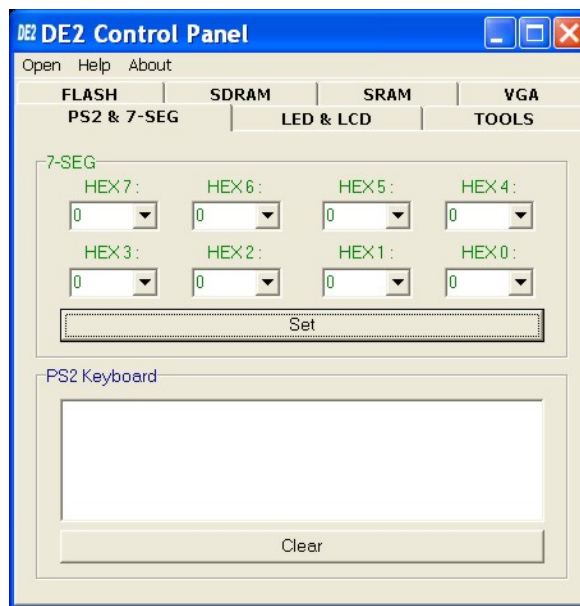 DE2 DE2 Control Panel
Open Help About
FLASH SDRAM SRAM VGA
PS2 & 7-SEG LED & LCD TOOLS
7-SEG
HEX7: HEX6: HEX5: HEX4:
0 0 0 0
HEX3: HEX2: HEX1: HEX0:
0 0 0 0
Set
PS2 Keyboard
Clear